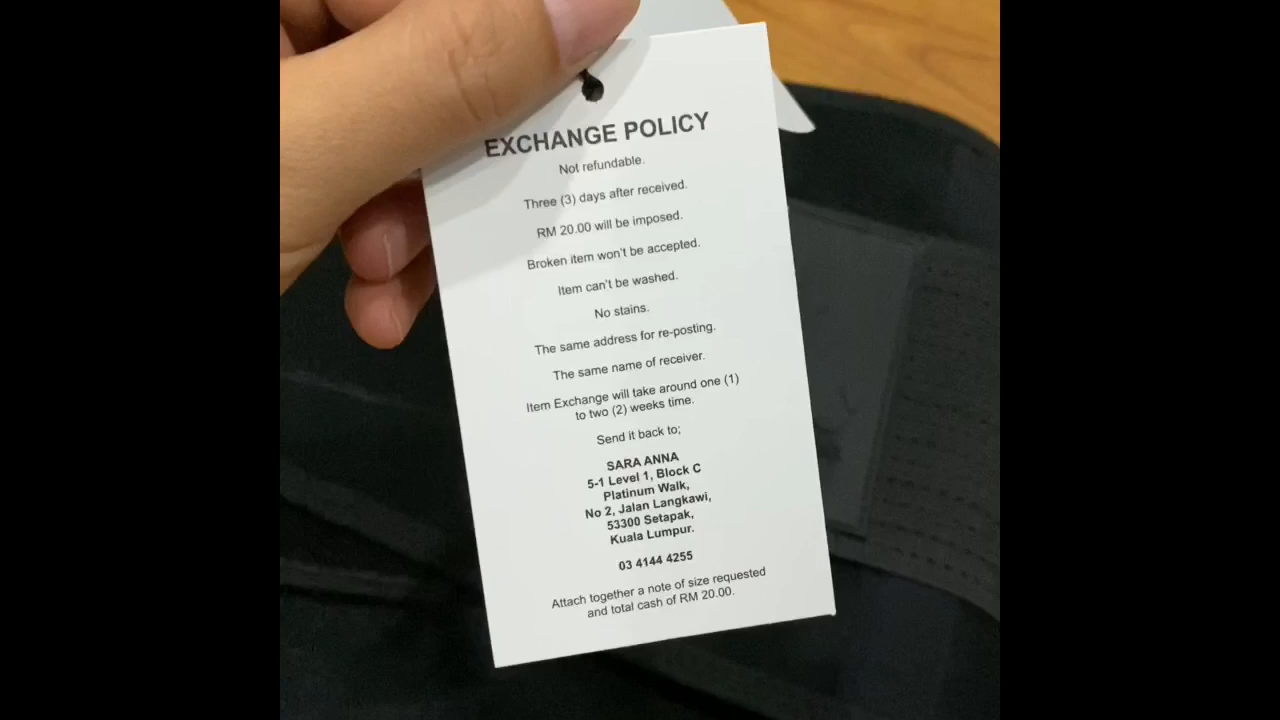 EXCHANGE POLICY
Not refundable.
Three (3) days after received.
RM 20.00 will be imposed.
Broken item won't be accepted.
Item can't be washed.
No stains.
The same address for re-posting.
The same name of receiver.
Item Exchange will take around one (1)
to two (2) weeks time.
Send it back to;
SARA ANNA
5-1 Level 1, Block C
Platinum Walk,
No 2, Jalan Langkawi,
53300 Setapak,
Kuala Lumpur.
03 4144 4255
Attach together a note of size requested
and total cash of RM 20.00.